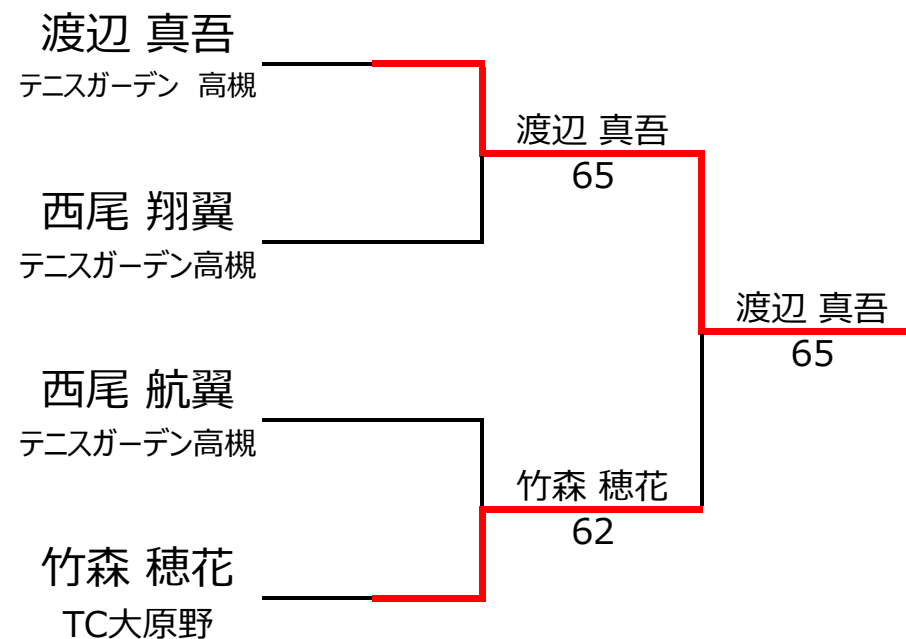 渡辺 真吾
テニスガーデン 高槻
西尾 翔翼
テニスガーデン高槻
西尾 航翼
テニスガーデン高槻
竹森 穂花
TC大原野
渡辺 真吾
65
竹森 穂花
62
渡辺 真吾
65